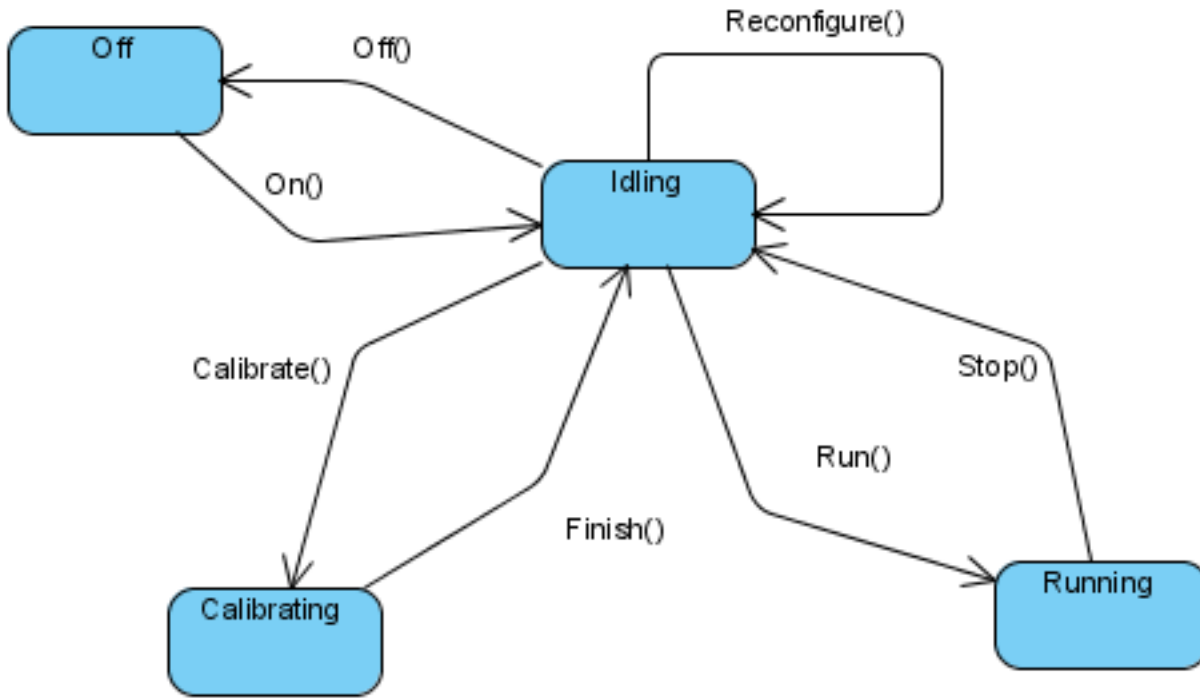 Reconfigure()
Off
Off()
On()
Idling
Calibrate()
Stop()
Run()
Finish()
Calibrating
Running